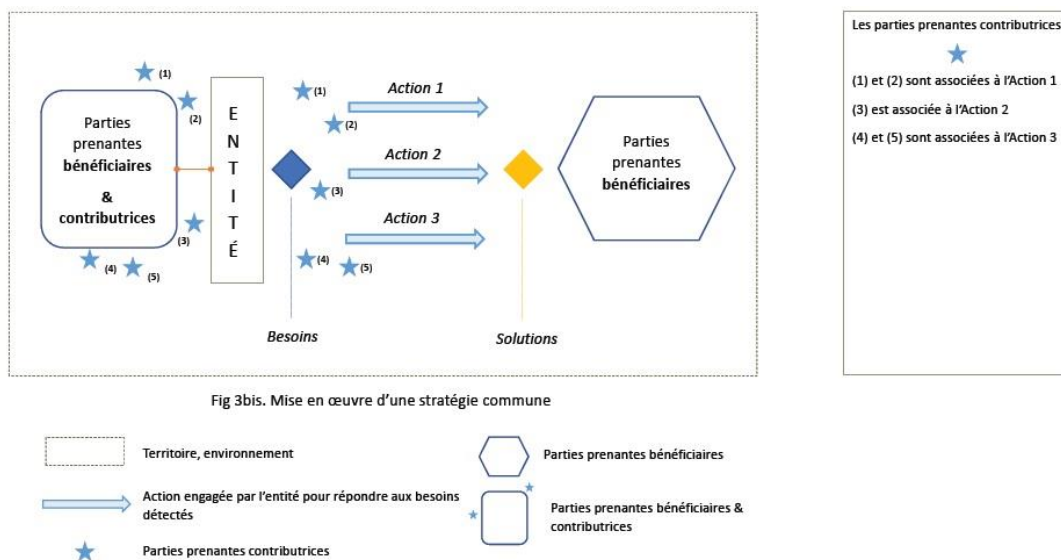 (1)
(2)
Parties
prenantes
bénéficiaires
&
contributrices
(3)
(4)
(5)
E
N
T
I
T
É
(1)
(2)
(3)
(4)
(5)
Action 1
Action 2
Action 3
Besoins
Solutions
Parties
prenantes
bénéficiaires
Les parties prenantes contributrices
(1) et (2) sont associées à l'Action 1
(3) est associée à l'Action 2
(4) et (5) sont associées à l'Action 3
Fig 3bis. Mise en œuvre d'une stratégie commune
Territoire, environnement
Action engagée par l'entité pour répondre aux besoins
détectés
Parties prenantes contributrices
Parties prenantes bénéficiaires
Parties prenantes bénéficiaires &
contributrices